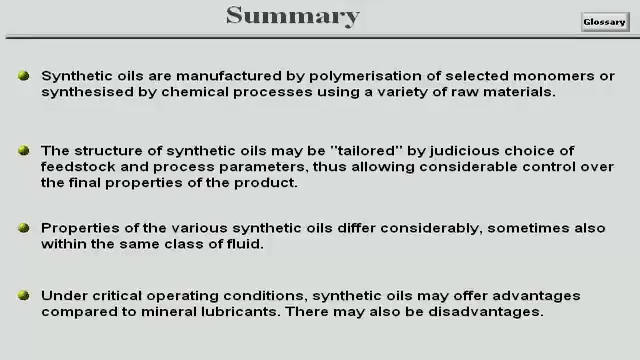 Summary
Glossary
Synthetic oils are manufactured by polymerisation of selected monomers or
synthesised by chemical processes using a variety of raw materials.
The structure of synthetic oils may be "tailored" by judicious choice of
feedstock and process parameters, thus allowing considerable control over
the final properties of the product.
Properties of the various synthetic oils differ considerably, sometimes also
within the same class of fluid.
Under critical operating conditions, synthetic oils may offer advantages
compared to mineral lubricants. There may also be disadvantages.